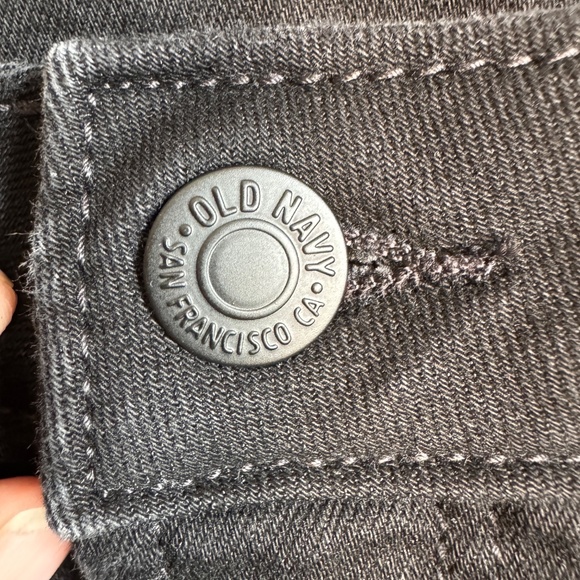 OLD NAVY
• SAN FRANCISCO CA •